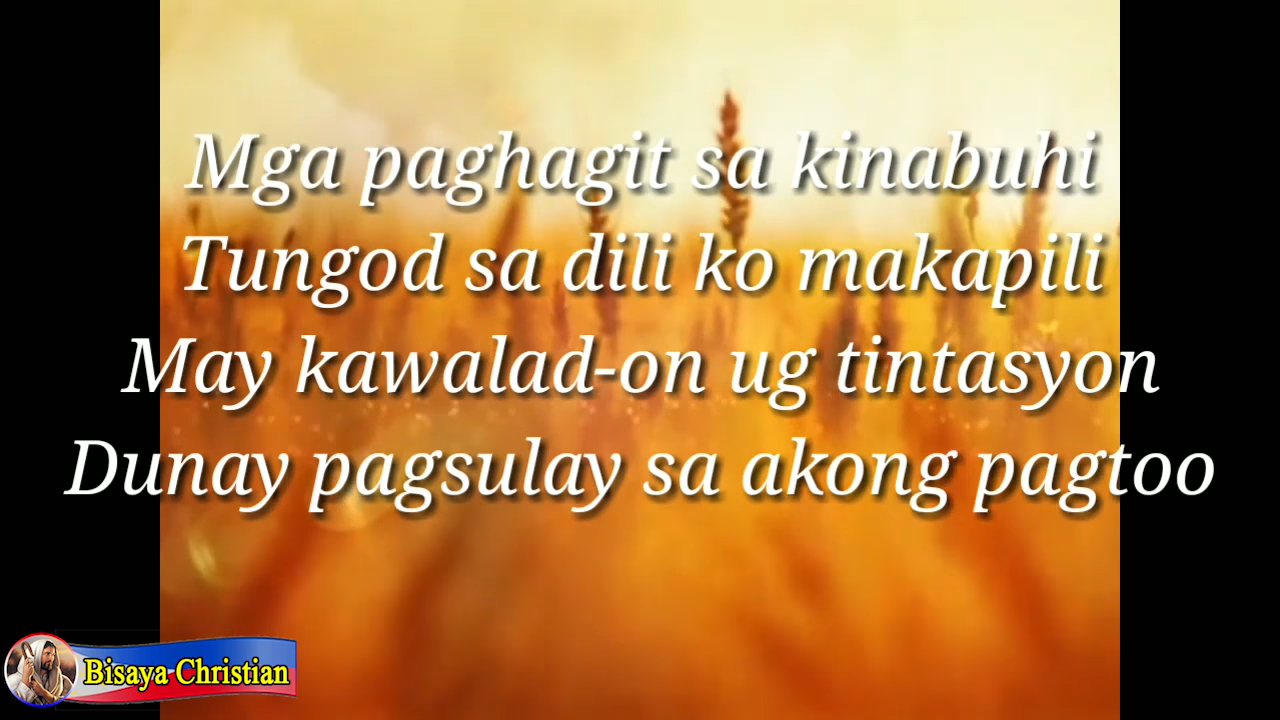 Mga paghagit sa kinabuhi
Tungod sa dili ko makapili
May kawalad-on ug tintasyon
Dunay pagsulay sa akong pagtoo
Bisaya Christian